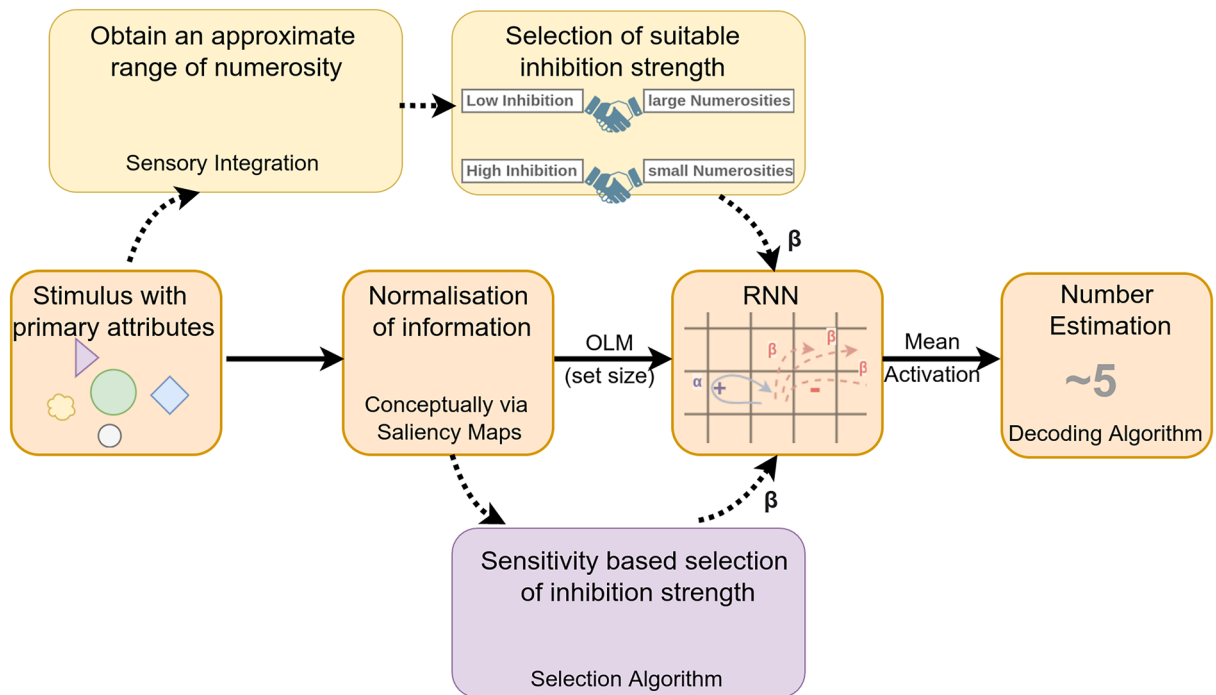 Obtain an approximate
range of numerosity
Sensory Integration
Selection of suitable
inhibition strength
Low Inhibition
large Numerosities
High Inhibition
small Numerosities
β
Stimulus with
primary attributes
Normalisation
of information
Conceptually via
Saliency Maps
OLM
(set size)
RNN
β
β
β
α
+
-
Mean
Activation
Number
Estimation
~5
Decoding Algorithm
β
Sensitivity based selection
of inhibition strength
Selection Algorithm